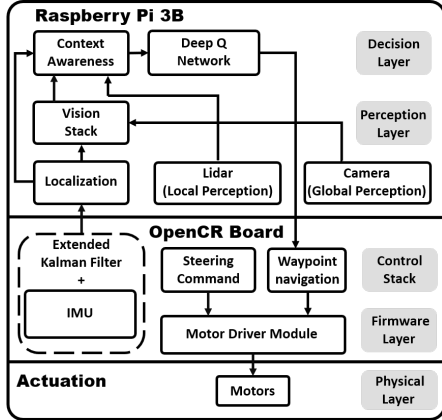 Raspberry Pi 3B
Context
Awareness
Deep Q
Network
Decision
Layer
Vision
Stack
Perception
Layer
Localization
Lidar
(Local Perception)
Camera
(Global Perception)
OpenCR Board
Extended
Kalman Filter
+
IMU
Steering
Command
Waypoint
navigation
Control
Stack
Motor Driver Module
Firmware
Layer
Actuation
Motors
Physical
Layer